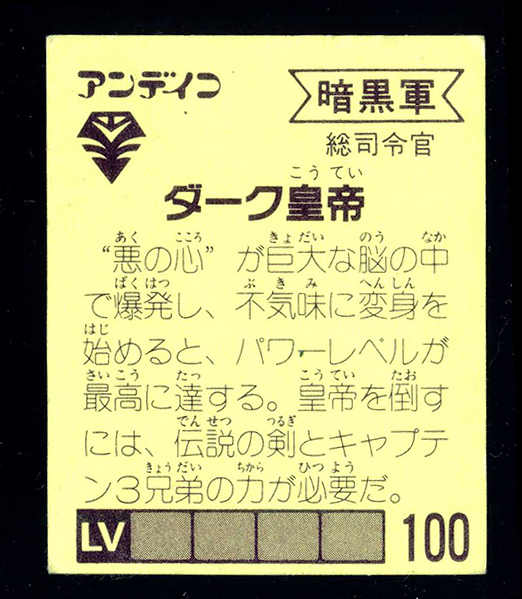 アンデイコ
暗黒軍
総司令官
こうてい
ダーク皇帝
あく こころ きょだい のう なか
“悪の心”が巨大な脳の中
ばくはつ ぶきみ へんしん
で爆発し、不気味に変身を
はじ
始めると、パワーレベルが
さいこう たっ こうてい たお
最高に達する。皇帝を倒す
でんせつ つるぎ
には、伝説の剣とキャプテ
きょうだい ちから ひつよう
ン3兄弟の力が必要だ。
LV 100